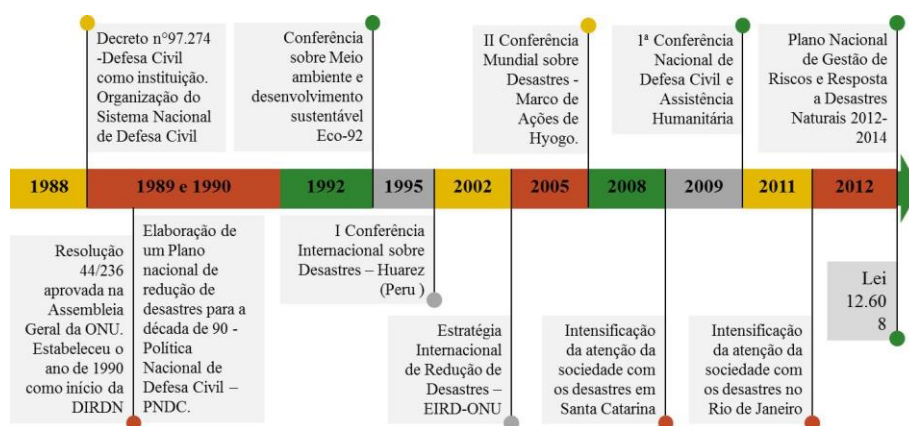 Decreto n°97.274
-Defesa Civil
como instituição.
Organização do
Sistema Nacional
de Defesa Civil
Conferência
sobre Meio
ambiente e
desenvolvimento
sustentável
Eco-92
II Conferência
Mundial sobre
Desastres -
Marco de
Ações de
Hyogo.
1ª Conferência
Nacional de
Defesa Civil e
Assistência
Humanitária
Plano Nacional
de Gestão de
Riscos e Resposta
a Desastres
Naturais 2012-
2014
1988
1989 e 1990
1992
1995
2002
2005
2008
2009
2011
2012
Resolução
44/236
aprovada na
Assembleia
Geral da ONU.
Estabeleceu o
ano de 1990
como início da
DIRDN
Elaboração de
um Plano
nacional de
redução de
desastres para a
década de 90 -
Política
Nacional de
Defesa Civil –
PNDC.
I Conferência
Internacional sobre
Desastres – Huarez
(Peru )
Estratégia
Internacional
de Redução de
Desastres –
EIRD-ONU
Intensificação
da atenção da
sociedade com
os desastres em
Santa Catarina
Intensificação
da atenção da
sociedade com
os desastres no
Rio de Janeiro
Lei
12.60
8